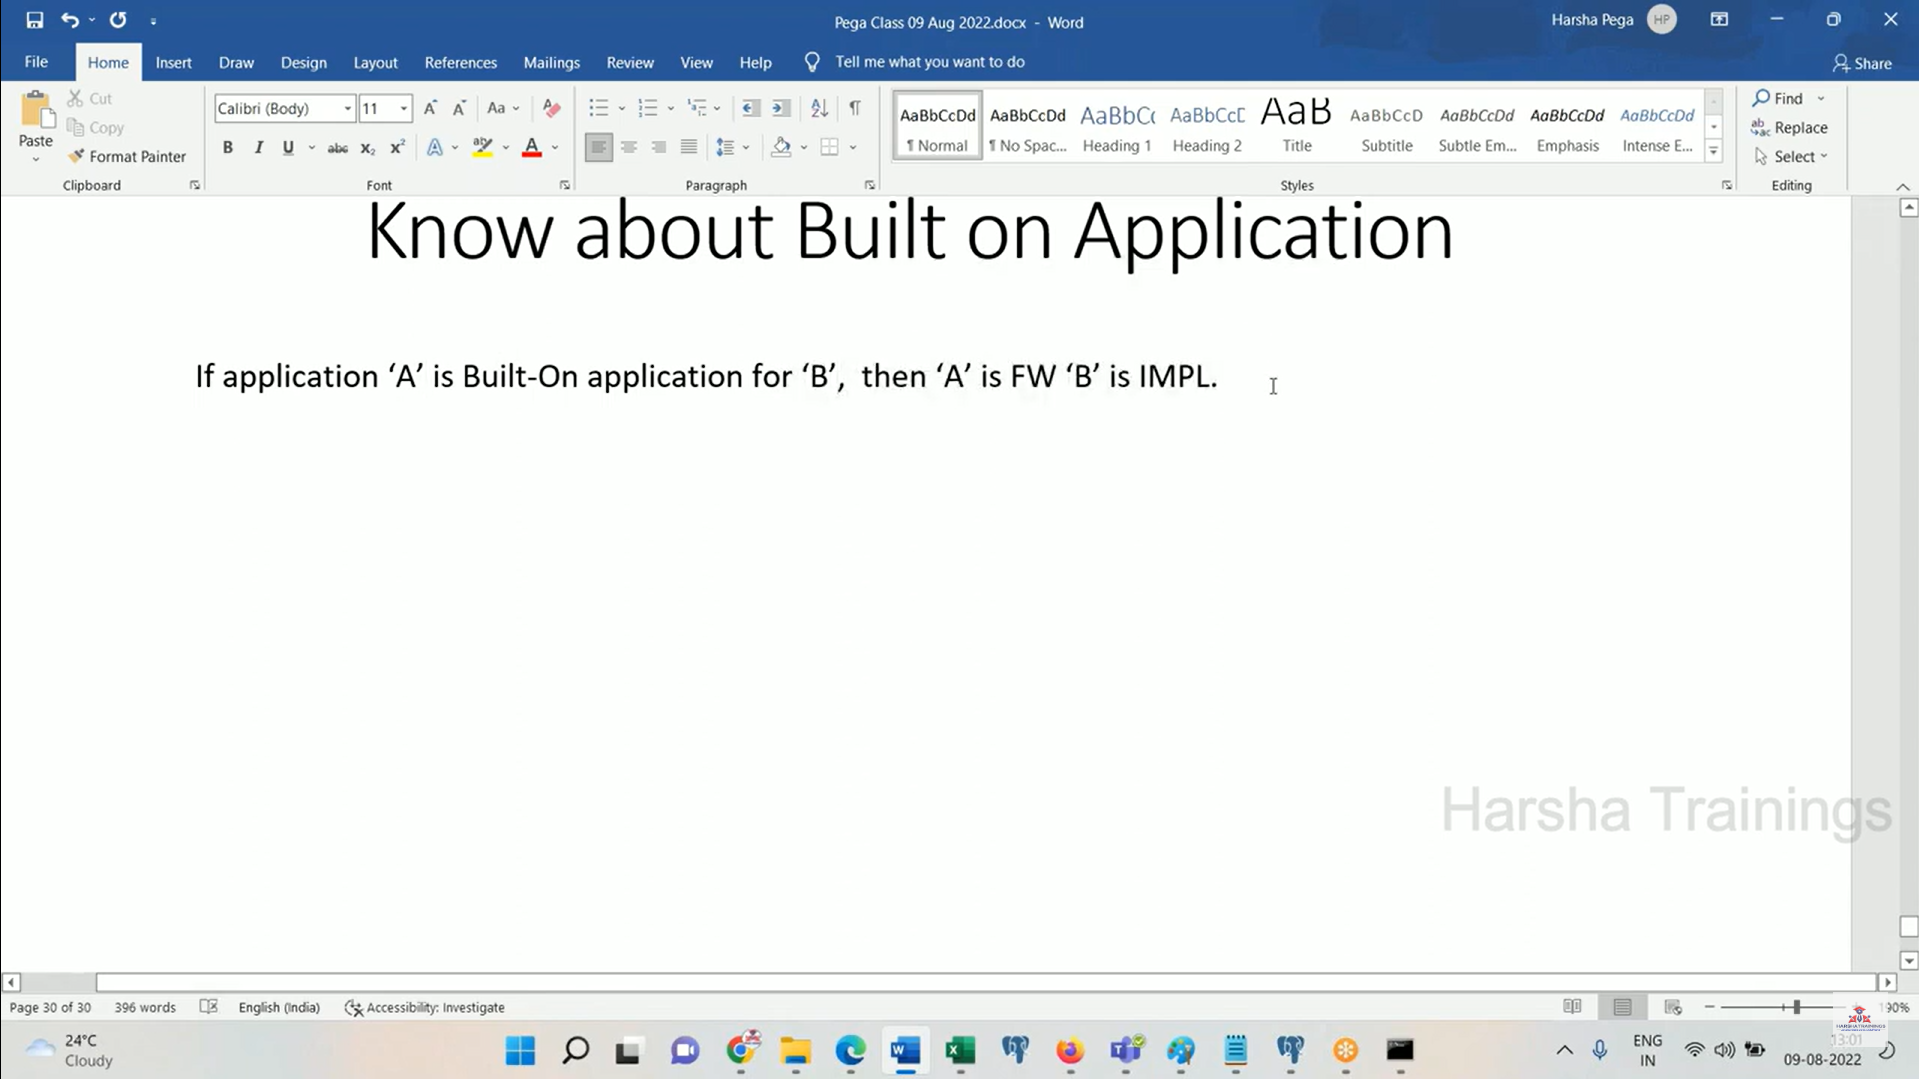 Pega Class 09 Aug 2022.docx - Word
Harsha Pega
HP
File Home Insert Draw Design Layout References Mailings Review View Help Tell me what you want to do
Share
Paste
Cut
Copy
Format Painter
Clipboard
Calibri (Body) 11
Font
Paragraph
AaBbCcDd AaBbCcDd AaBbCc AaBbCcD AaB AaBbCcD AaBbCcDd AaBbCcDd AaBbCcDd
¶ Normal ¶ No Spac... Heading 1 Heading 2 Title Subtitle Subtle Em... Emphasis Intense E...
Styles
Find
Replace
Select
Editing
Know about Built on Application
If application ‘A’ is Built-On application for ‘B’, then ‘A’ is FW ‘B’ is IMPL.
Harsha Trainings
Page 30 of 30 396 words English (India) Accessibility: Investigate
24°C
Cloudy
ENG
IN
13:01
09-08-2022
HARSHA TRAININGS